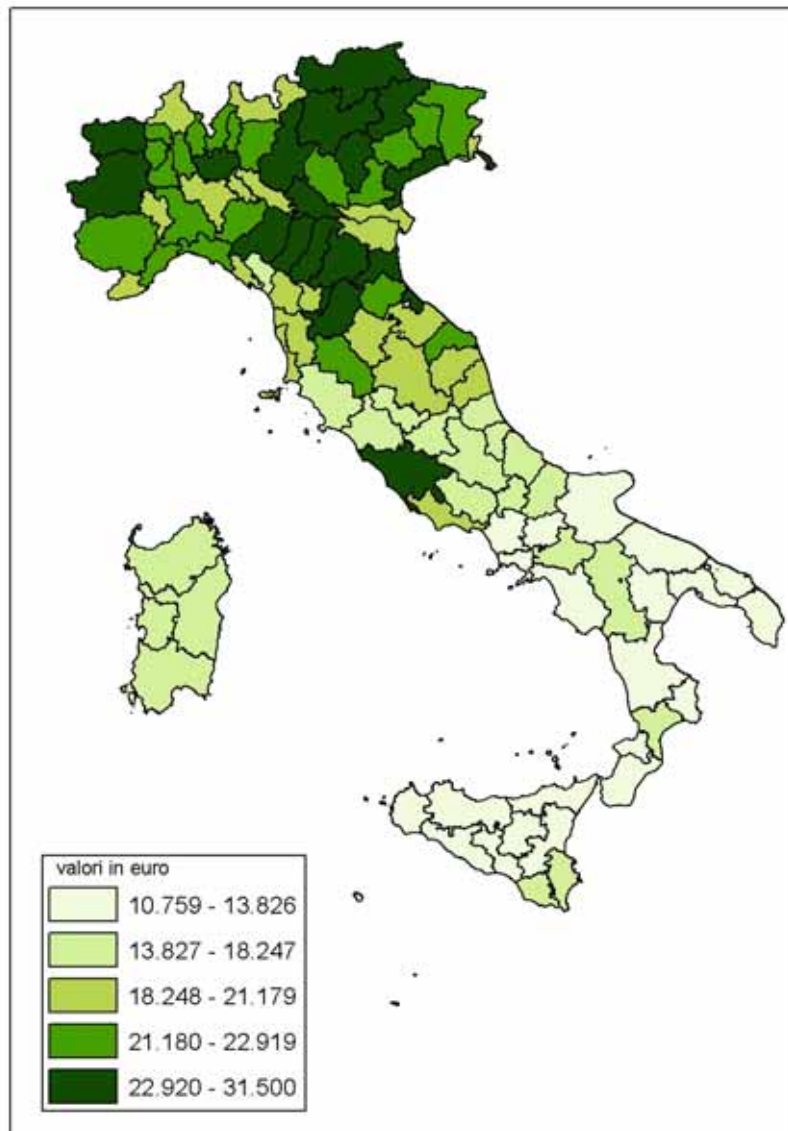 valori in euro
10.759 - 13.826
13.827 - 18.247
18.248 - 21.179
21.180 - 22.919
22.920 - 31.500